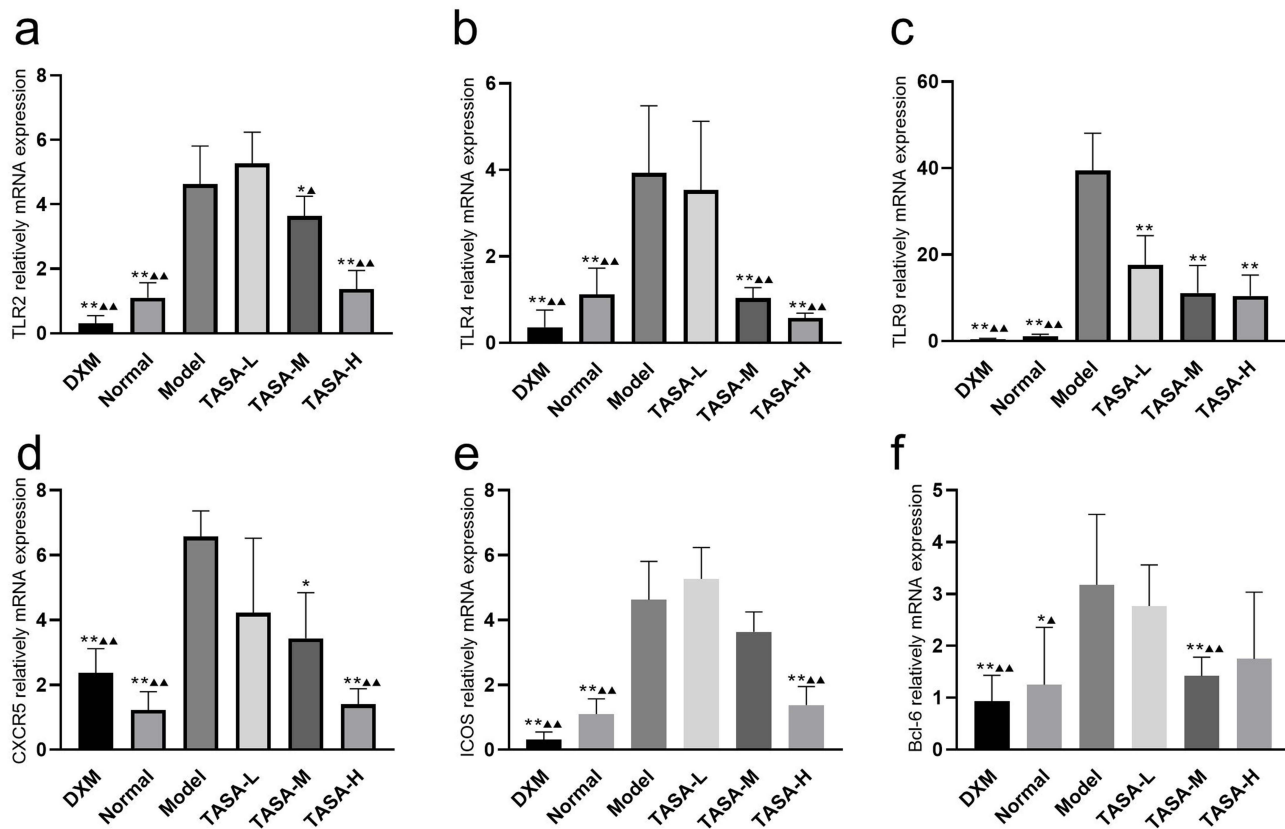 a
TLR2 relatively mRNA expression
8
6
4
2
0
**▲▲
**▲▲
*▲
**▲▲
DXM
Normal
Model
TASA-L
TASA-M
TASA-H
b
TLR4 relatively mRNA expression
6
4
2
0
**▲▲
**▲▲
**▲▲
**▲▲
DXM
Normal
Model
TASA-L
TASA-M
TASA-H
c
TLR9 relatively mRNA expression
60
40
20
0
**▲▲
**▲▲
**
**
**
DXM
Normal
Model
TASA-L
TASA-M
TASA-H
d
CXCR5 relatively mRNA expression
8
6
4
2
0
**▲▲
**▲▲
*
**▲▲
DXM
Normal
Model
TASA-L
TASA-M
TASA-H
e
ICOS relatively mRNA expression
8
6
4
2
0
**▲▲
**▲▲
**▲▲
DXM
Normal
Model
TASA-L
TASA-M
TASA-H
f
Bcl-6 relatively mRNA expression
5
4
3
2
1
0
**▲▲
*▲
**▲▲
DXM
Normal
Model
TASA-L
TASA-M
TASA-H